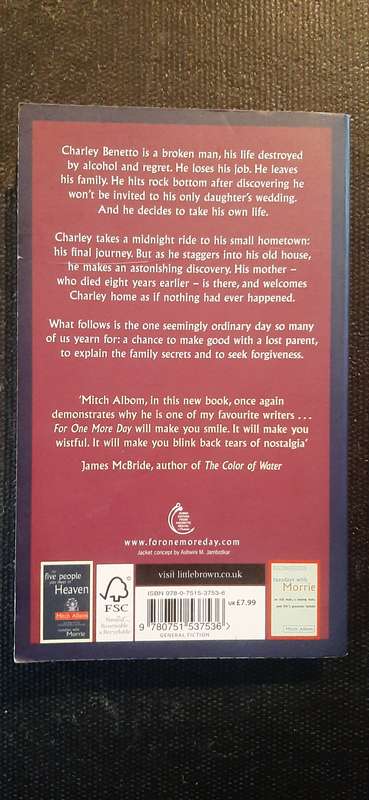 Charley Benetto is a broken man, his life destroyed
by alcohol and regret. He loses his job. He leaves
his family. He hits rock bottom after discovering he
won't be invited to his only daughter's wedding.
And he decides to take his own life.
Charley takes a midnight ride to his small hometown:
his final journey. But as he staggers into his old house,
he makes an astonishing discovery. His mother –
who died eight years earlier – is there, and welcomes
Charley home as if nothing had ever happened.
What follows is the one seemingly ordinary day so many
of us yearn for: a chance to make good with a lost parent,
to explain the family secrets and to seek forgiveness.
'Mitch Albom, in this new book, once again
demonstrates why he is one of my favourite writers ...
For One More Day will make you smile. It will make you
wistful. It will make you blink back tears of nostalgia'
James McBride, author of The Color of Water
www.foronemoreday.com
Jacket concept by Ashwini M. Jambotkar
the
five people
you meet in
Heaven
Mitch Albom
tuesdays with
Morrie
FSC
visit littlebrown.co.uk
ISBN 978-0-7515-3753-6
9 780751 537536 >
UK £7.99
GENERAL FICTION
tuesdays with
Morrie
Mitch Albom